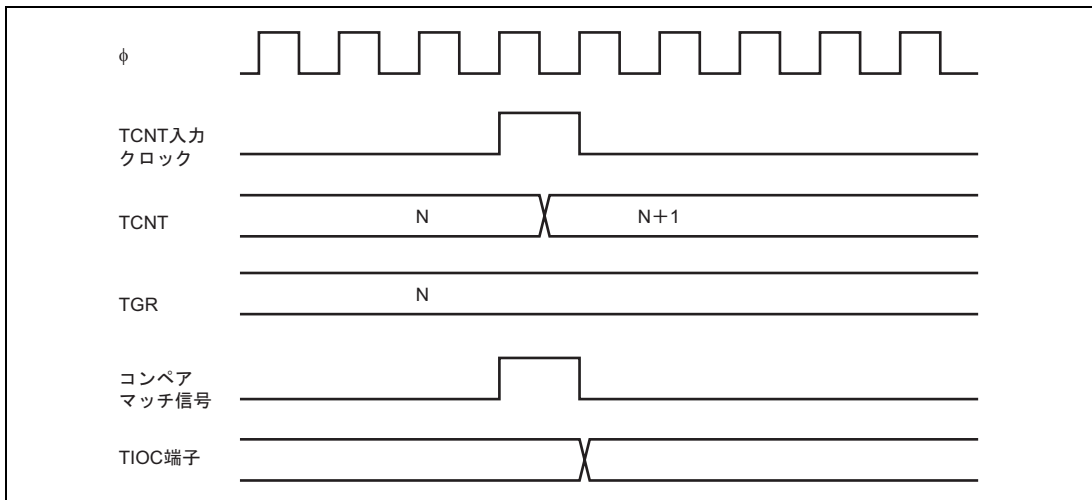 φ
TCNT入力
クロック
TCNT
N
N＋1
TGR
N
コンペア
マッチ信号
TIOC端子